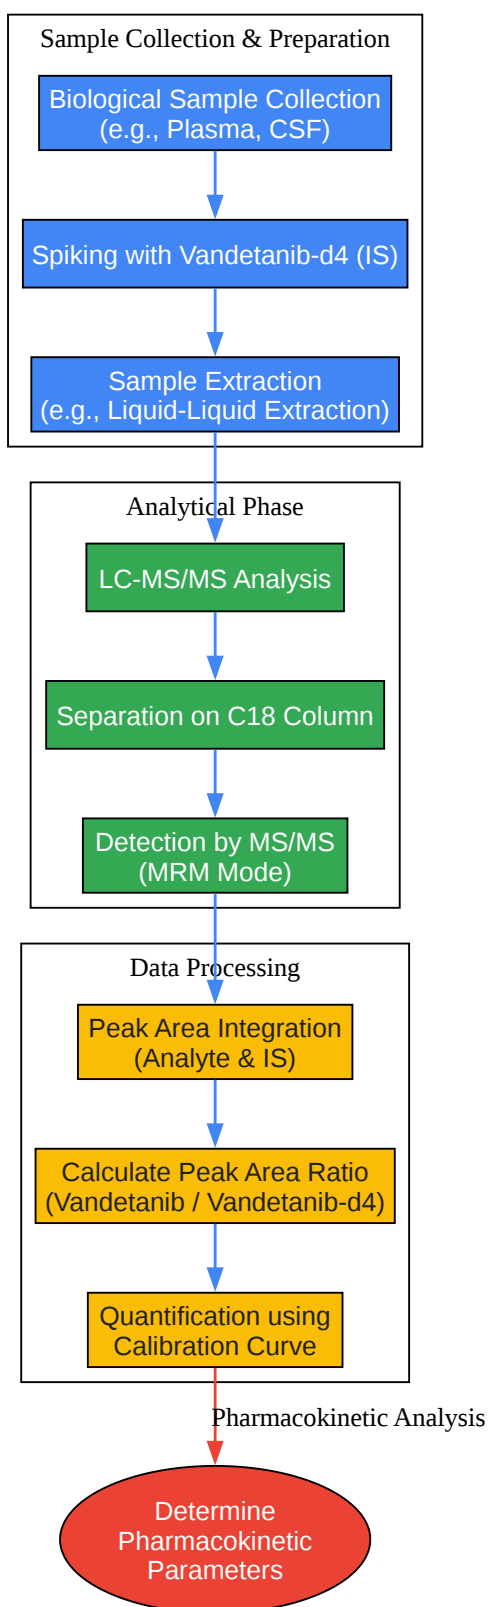 Sample Collection & Preparation
Biological Sample Collection
(e.g., Plasma, CSF)
Spiking with Vandetanib-d4 (IS)
Sample Extraction
(e.g., Liquid-Liquid Extraction)
Analytical Phase
LC-MS/MS Analysis
Separation on C18 Column
Detection by MS/MS
(MRM Mode)
Data Processing
Peak Area Integration
(Analyte & IS)
Calculate Peak Area Ratio
(Vandetanib / Vandetanib-d4)
Quantification using
Calibration Curve
Pharmacokinetic Analysis
Determine
Pharmacokinetic
Parameters